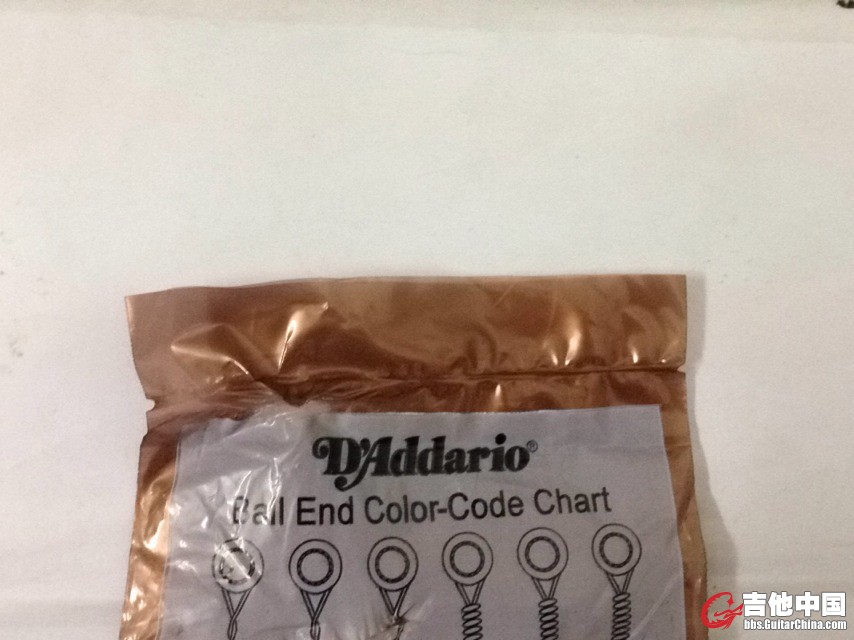 D'Addario®
Ball End Color-Code Chart
吉他中国
bbs.GuitarChina.com